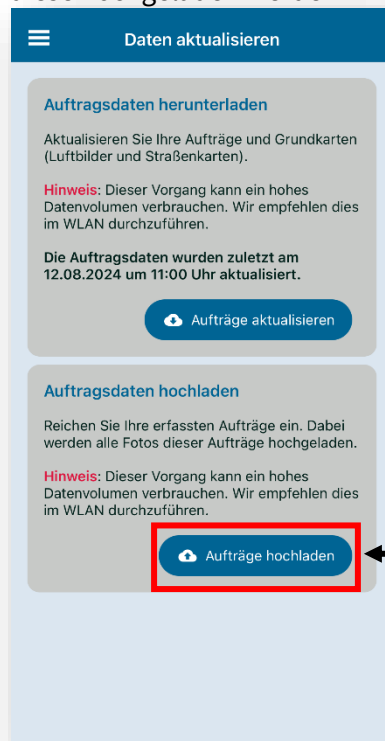 Daten aktualisieren
Auftragsdaten herunterladen
Aktualisieren Sie Ihre Aufträge und Grundkarten
(Luftbilder und Straßenkarten).
Hinweis: Dieser Vorgang kann ein hohes
Datenvolumen verbrauchen. Wir empfehlen dies
im WLAN durchzuführen.
Die Auftragsdaten wurden zuletzt am
12.08.2024 um 11:00 Uhr aktualisiert.
Aufträge aktualisieren
Auftragsdaten hochladen
Reichen Sie Ihre erfassten Aufträge ein. Dabei
werden alle Fotos dieser Aufträge hochgeladen.
Hinweis: Dieser Vorgang kann ein hohes
Datenvolumen verbrauchen. Wir empfehlen dies
im WLAN durchzuführen.
Aufträge hochladen